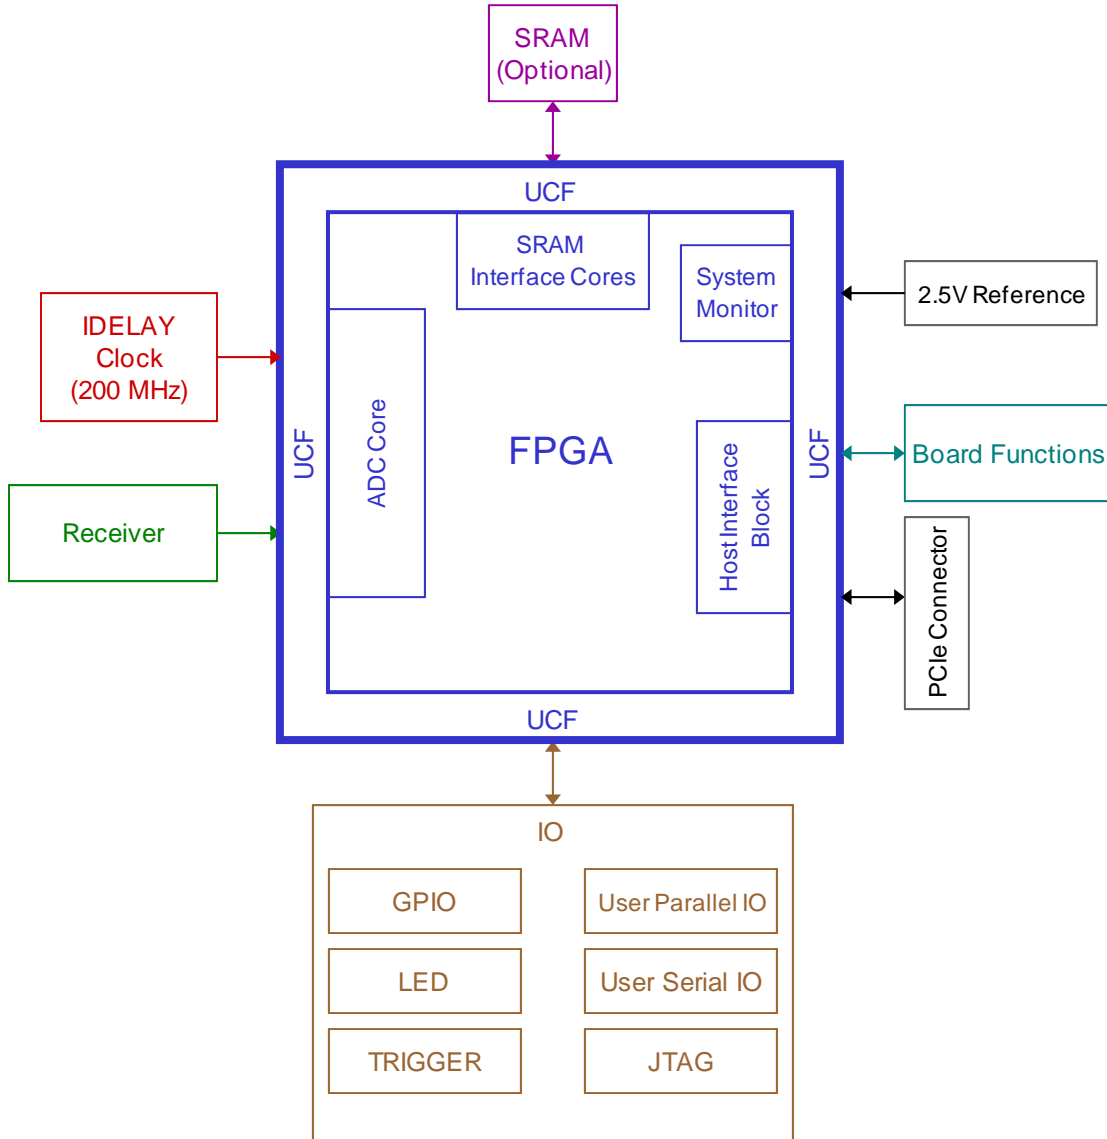 SRAM
(Optional)
UCF
SRAM
Interface Cores
System
Monitor
2.5V Reference
IDELAY
Clock
(200 MHz)
UCF
ADC Core
FPGA
Host Interface
Block
UCF
Board Functions
Receiver
PCIe Connector
UCF
IO
GPIO
User Parallel IO
LED
User Serial IO
TRIGGER
JTAG